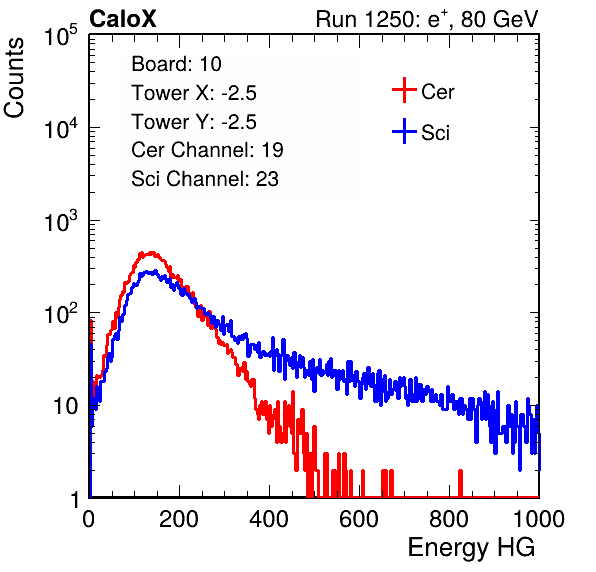 CaloX Run 1250: e⁺, 80 GeV
Counts
10⁵
10⁴
10³
10²
10
1
Board: 10
Tower X: -2.5
Tower Y: -2.5
Cer Channel: 19
Sci Channel: 23
Cer
Sci
0 200 400 600 800 1000
Energy HG